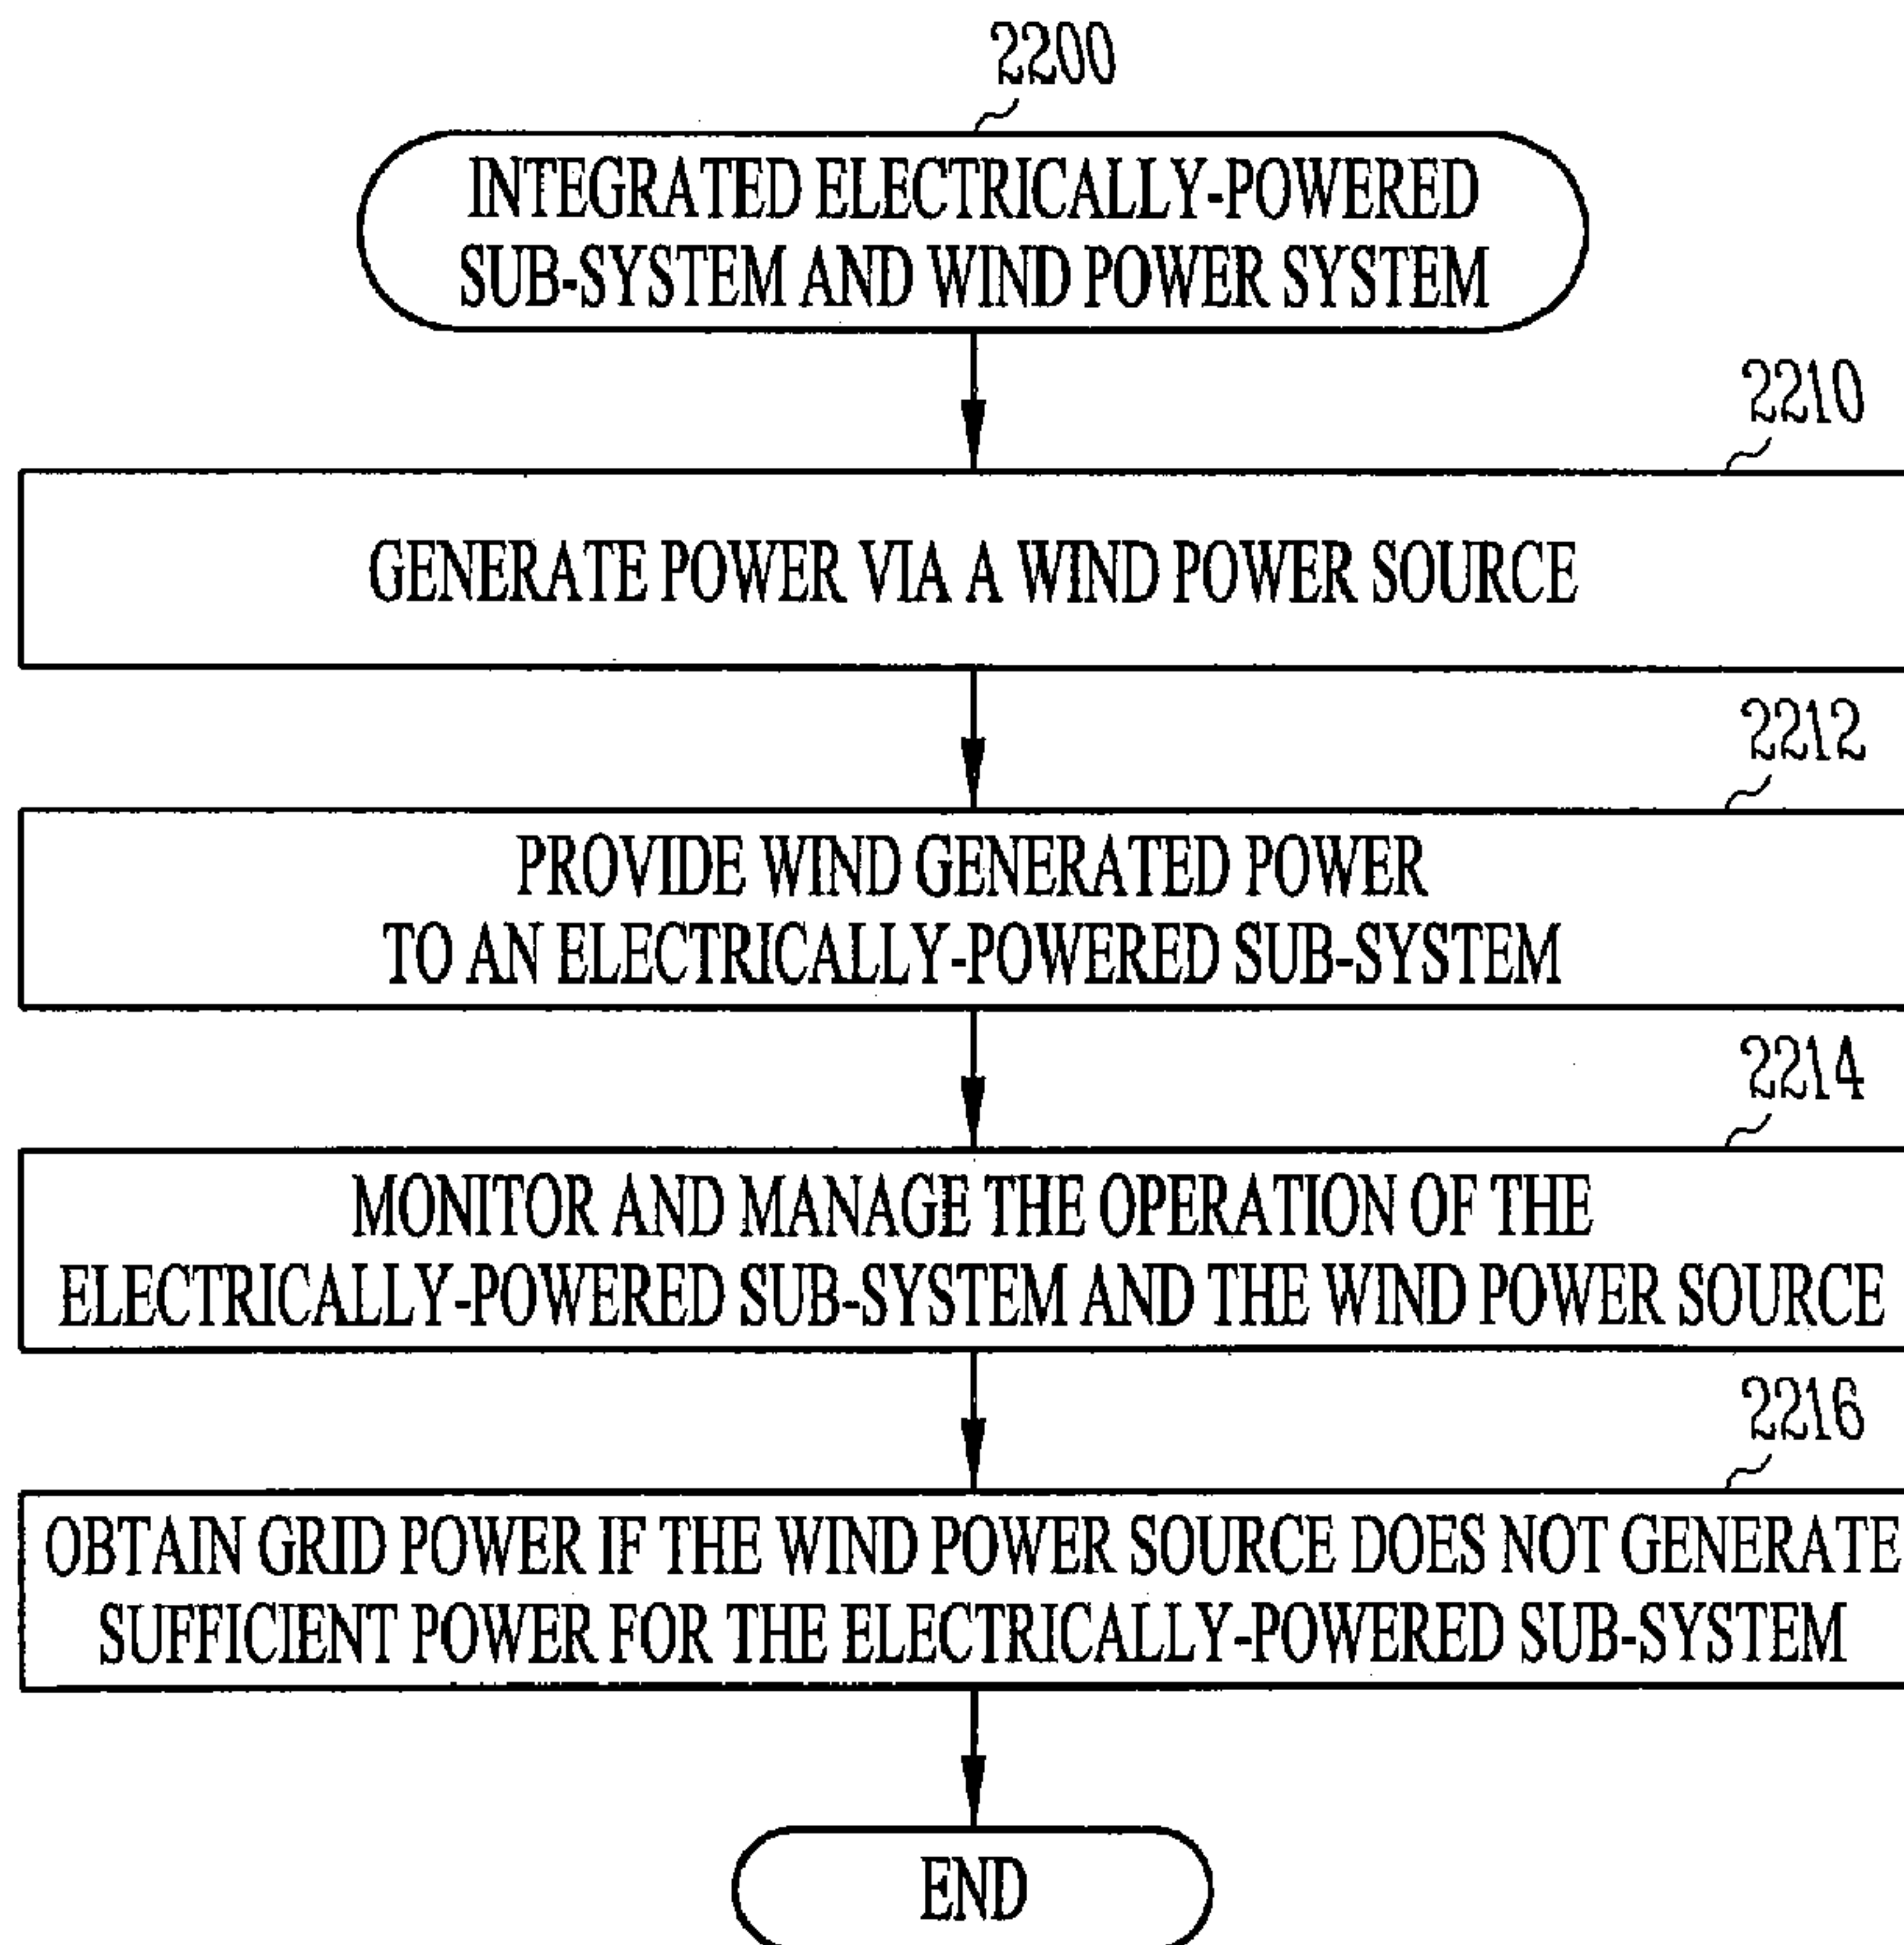 2200
INTEGRATED ELECTRICALLY-POWERED
SUB-SYSTEM AND WIND POWER SYSTEM
2210
GENERATE POWER VIA A WIND POWER SOURCE
2212
PROVIDE WIND GENERATED POWER
TO AN ELECTRICALLY-POWERED SUB-SYSTEM
2214
MONITOR AND MANAGE THE OPERATION OF THE
ELECTRICALLY-POWERED SUB-SYSTEM AND THE WIND POWER SOURCE
2216
OBTAIN GRID POWER IF THE WIND POWER SOURCE DOES NOT GENERATE
SUFFICIENT POWER FOR THE ELECTRICALLY-POWERED SUB-SYSTEM
END